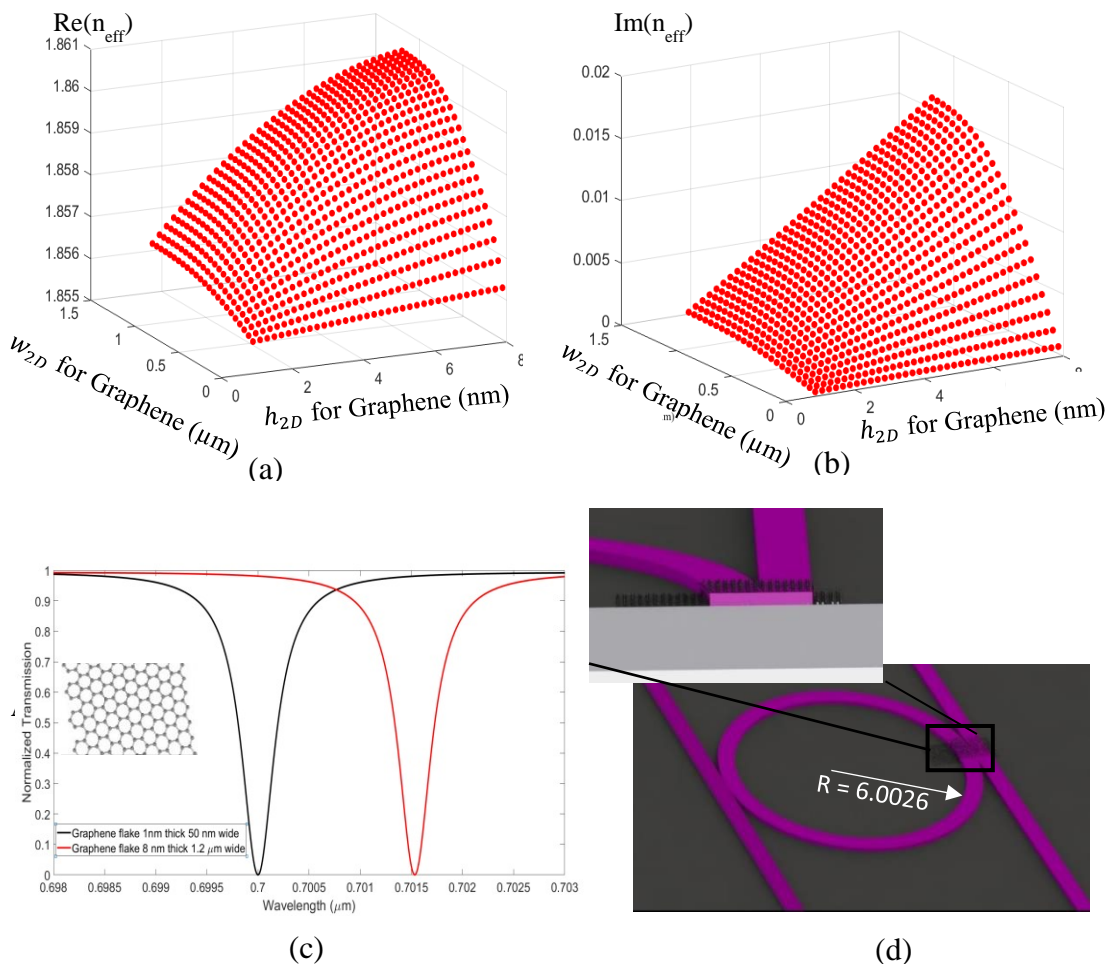 Re(n_eff)
1.861
1.86
1.859
1.858
1.857
1.856
1.855
1.5
1
0.5
0
0
2
4
6
8
w_2D for Graphene (μm)
h_2D for Graphene (nm)
(a)
Im(n_eff)
0.02
0.015
0.01
0.005
0
1.5
0.5
0
0
2
4
w_2D for Graphene (μm)
m)
h_2D for Graphene (nm)
(b)
1
0.9
0.8
0.7
0.6
0.5
0.4
0.3
0.2
0.1
0
Normalized Transmission
Graphene flake 1nm thick 50 nm wide
Graphene flake 8 nm thick 1.2 μm wide
0.698 0.6985 0.699 0.6995 0.7 0.7005 0.701 0.7015 0.702 0.7025 0.703
Wavelength (μm)
(c)
R = 6.0026
(d)